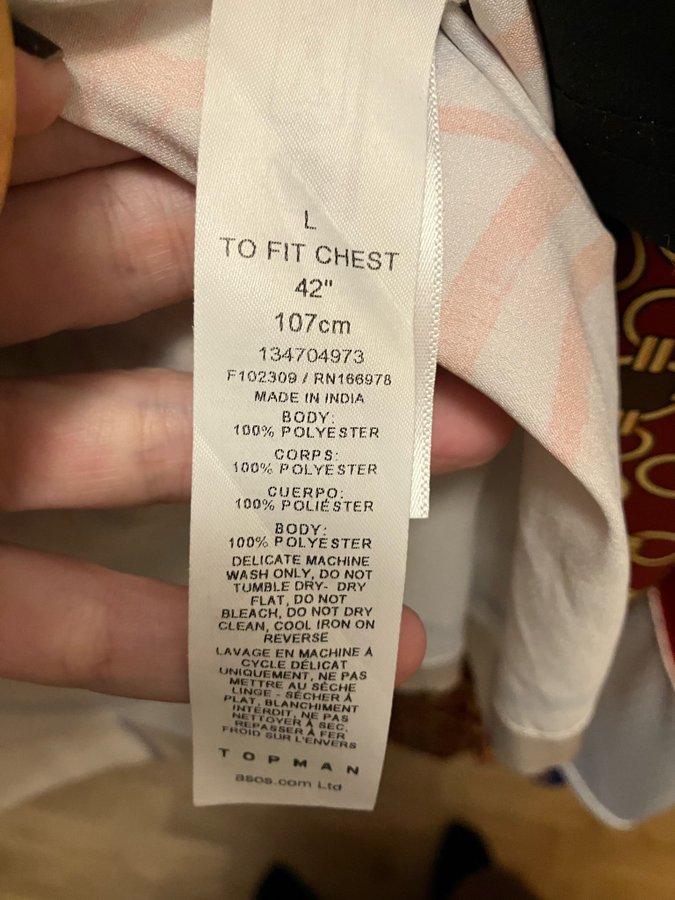 L
TO FIT CHEST
42"
107cm
134704973
F102309 / RN166978
MADE IN INDIA
BODY:
100% POLYESTER
CORPS:
100% POLYESTER
CUERPO:
100% POLIÉSTER
BODY:
100% POLYESTER
DELICATE MACHINE
WASH ONLY, DO NOT
TUMBLE DRY- DRY
FLAT, DO NOT
BLEACH, DO NOT DRY
CLEAN, COOL IRON ON
REVERSE
LAVAGE EN MACHINE À
CYCLE DÉLICAT
UNIQUEMENT, NE PAS
METTRE AU SÈCHE
LINGE - SÉCHER À
PLAT, BLANCHIMENT
INTERDIT, NE PAS
NETTOYER À SEC,
REPASSER À FER
FROID SUR L'ENVERS
TOPMAN
asos.com Ltd